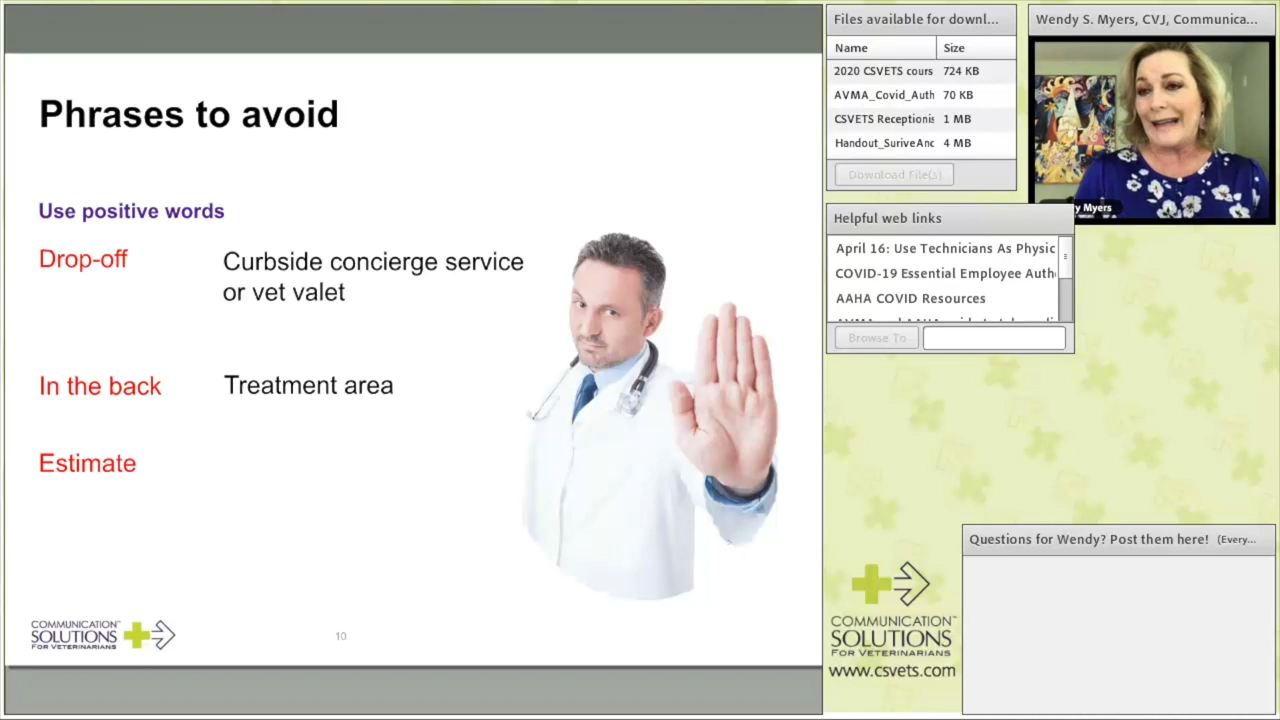 Phrases to avoid
Use positive words
Drop-off
Curbside concierge service
or vet valet
In the back
Treatment area
Estimate
COMMUNICATION
SOLUTIONS
FOR VETERINARIANS
10
Files available for downl...
Name Size
2020 CSVETS cours 724 KB
AVMA_Covid_Auth 70 KB
CSVETS Receptionis 1 MB
Handout_SuriveAnc 4 MB
Download File(s)
Wendy S. Myers, CVJ, Communica...
y Myers
Helpful web links
April 16: Use Technicians As Physic
COVID-19 Essential Employee Auth
AAHA COVID Resources
Browse To
Questions for Wendy? Post them here! (Every...
COMMUNICATION™
SOLUTIONS
FOR VETERINARIANS
www.csvets.com